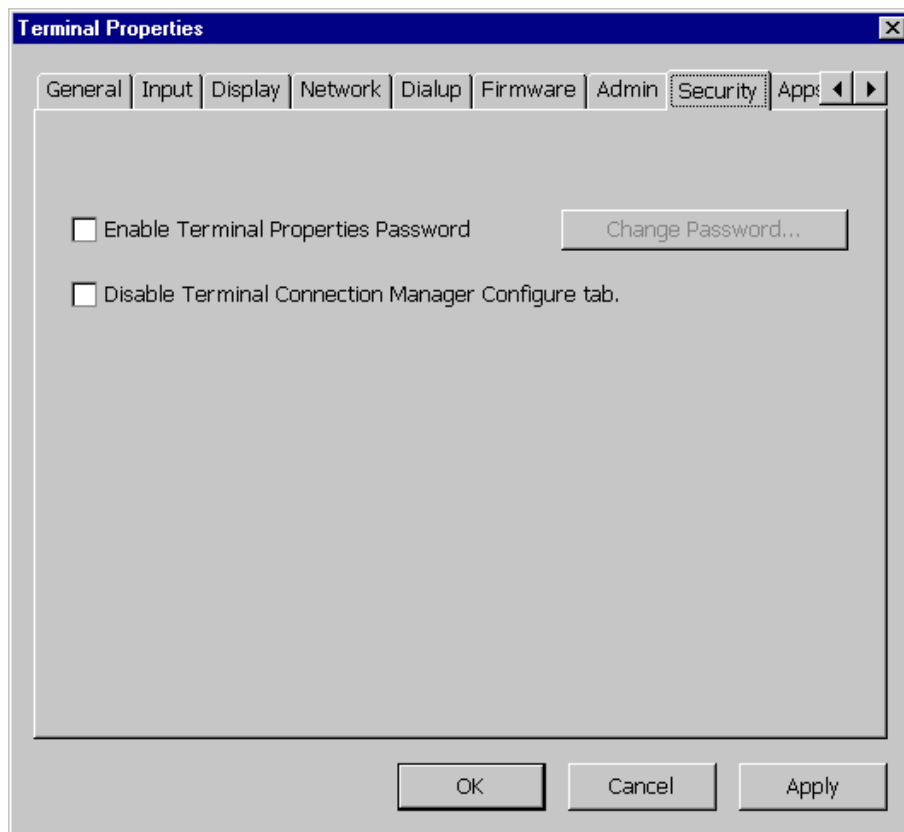 Terminal Properties
General Input Display Network Dialup Firmware Admin Security Apps
Enable Terminal Properties Password Change Password...
Disable Terminal Connection Manager Configure tab.
OK Cancel Apply